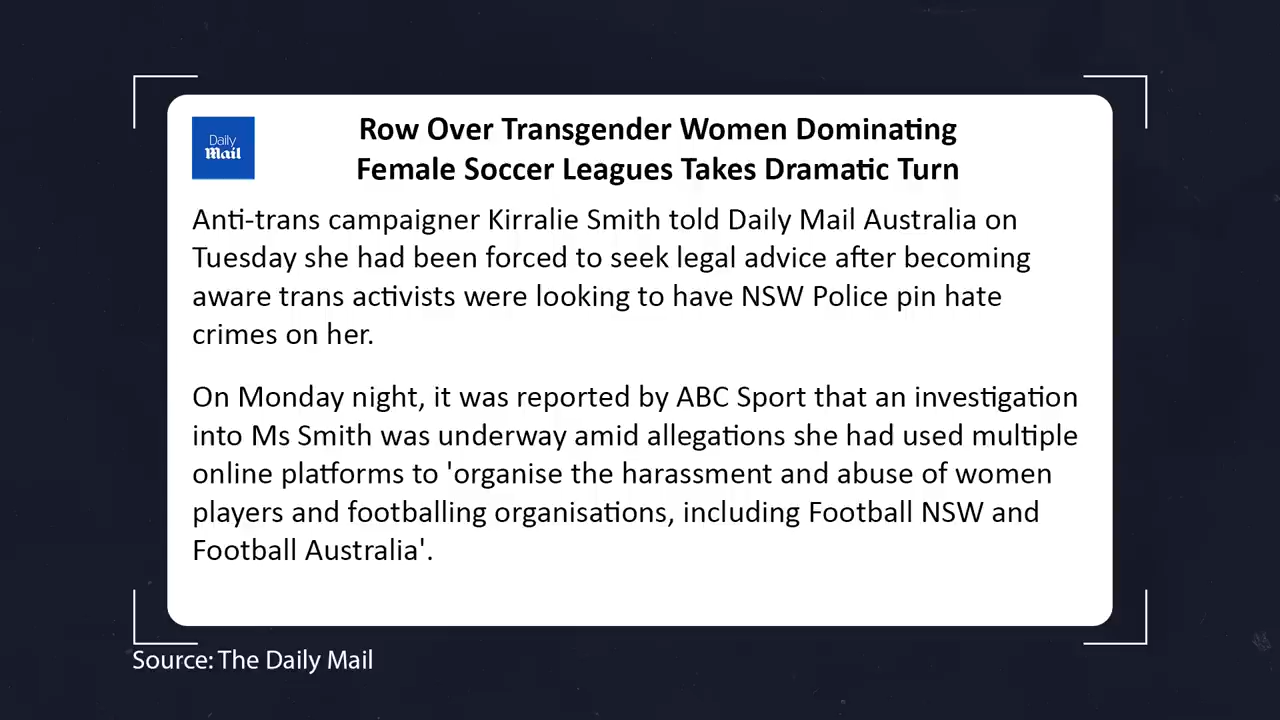 Daily
Mail
Row Over Transgender Women Dominating
Female Soccer Leagues Takes Dramatic Turn
Anti-trans campaigner Kirralie Smith told Daily Mail Australia on
Tuesday she had been forced to seek legal advice after becoming
aware trans activists were looking to have NSW Police pin hate
crimes on her.
On Monday night, it was reported by ABC Sport that an investigation
into Ms Smith was underway amid allegations she had used multiple
online platforms to 'organise the harassment and abuse of women
players and footballing organisations, including Football NSW and
Football Australia'.
Source: The Daily Mail